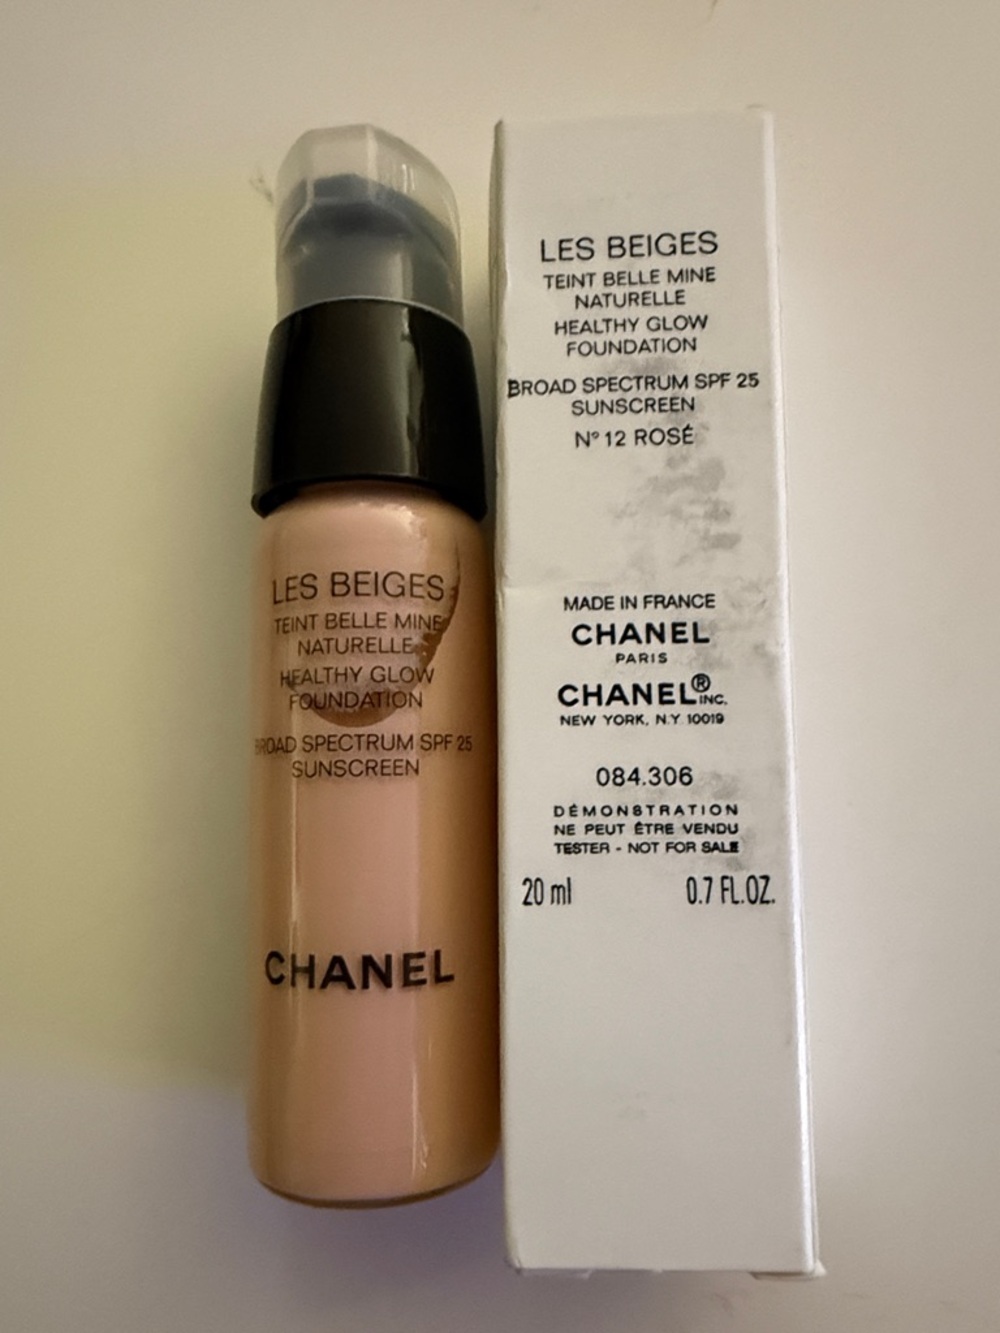 LES BEIGES
TEINT BELLE MINE
NATURELLE
HEALTHY GLOW
FOUNDATION
BROAD SPECTRUM SPF 25
SUNSCREEN
CHANEL
LES BEIGES
TEINT BELLE MINE
NATURELLE
HEALTHY GLOW
FOUNDATION
BROAD SPECTRUM SPF 25
SUNSCREEN
N° 12 ROSÉ
MADE IN FRANCE
CHANEL
PARIS
CHANEL® INC.
NEW YORK, N.Y. 10019
084.306
DÉMONSTRATION
NE PEUT ÊTRE VENDU
TESTER - NOT FOR SALE
20 ml 0.7 FL.OZ.